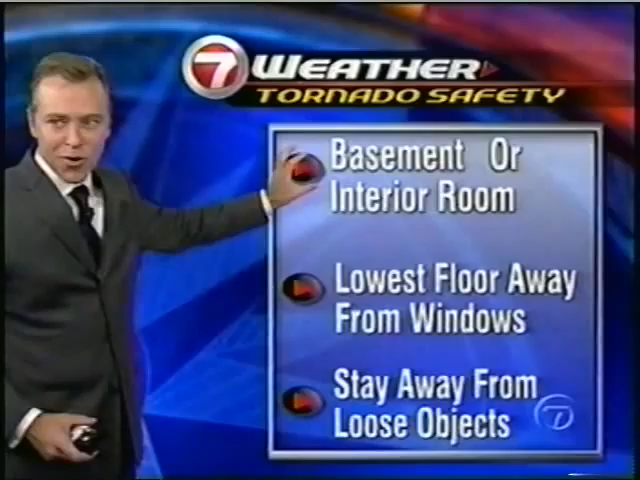 7 WEATHER
TORNADO SAFETY
Basement Or
Interior Room
Lowest Floor Away
From Windows
Stay Away From
Loose Objects
7